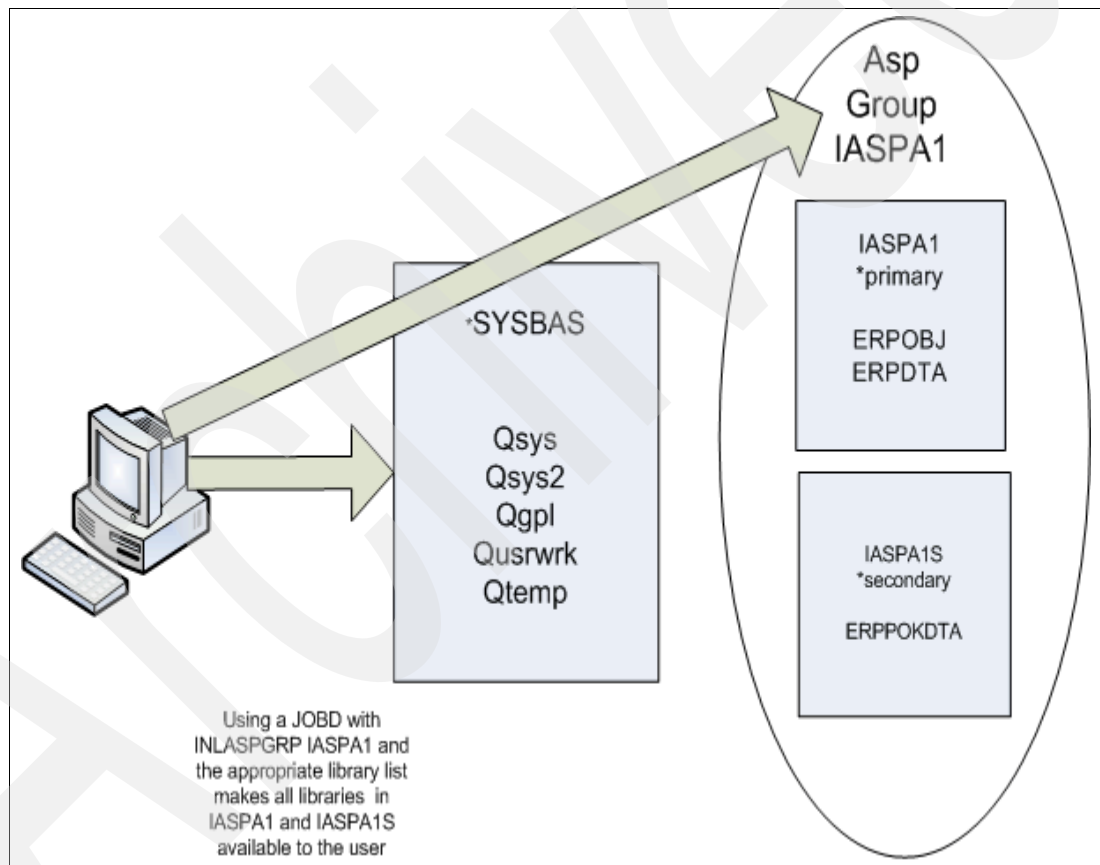 Asp
Group
IASPA1
IASPA1
*primary
ERPOBJ
ERPDTA
*SYSBAS
Qsys
Qsys2
Qgpl
Qusrwrk
Qtemp
IASPA1S
*secondary
ERPPOKDTA
Using a JOBD with
INLASPGRP IASPA1 and
the appropriate library list
makes all libraries in
IASPA1 and IASPA1S
available to the user